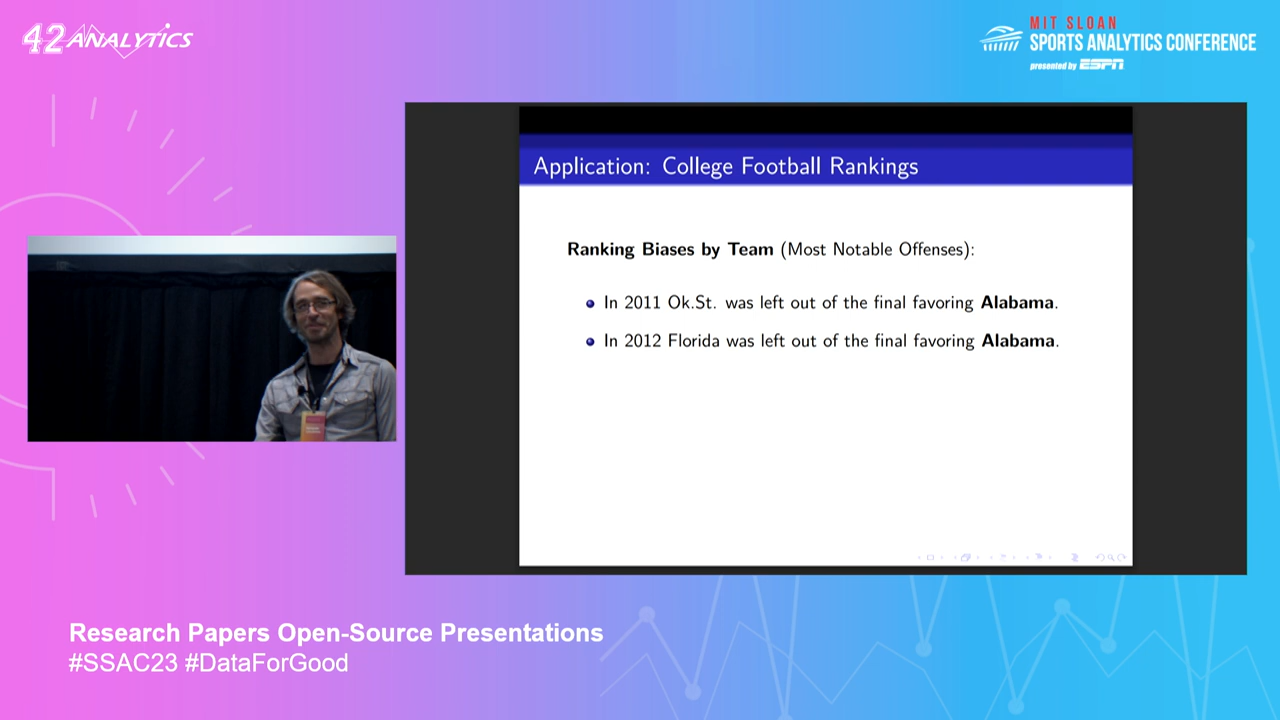 42 ANALYTICS
MIT SLOAN
SPORTS ANALYTICS CONFERENCE
presented by ESPN
Application: College Football Rankings
Ranking Biases by Team (Most Notable Offenses):
In 2011 Ok.St. was left out of the final favoring Alabama.
In 2012 Florida was left out of the final favoring Alabama.
Research Papers Open-Source Presentations
#SSAC23 #DataForGood